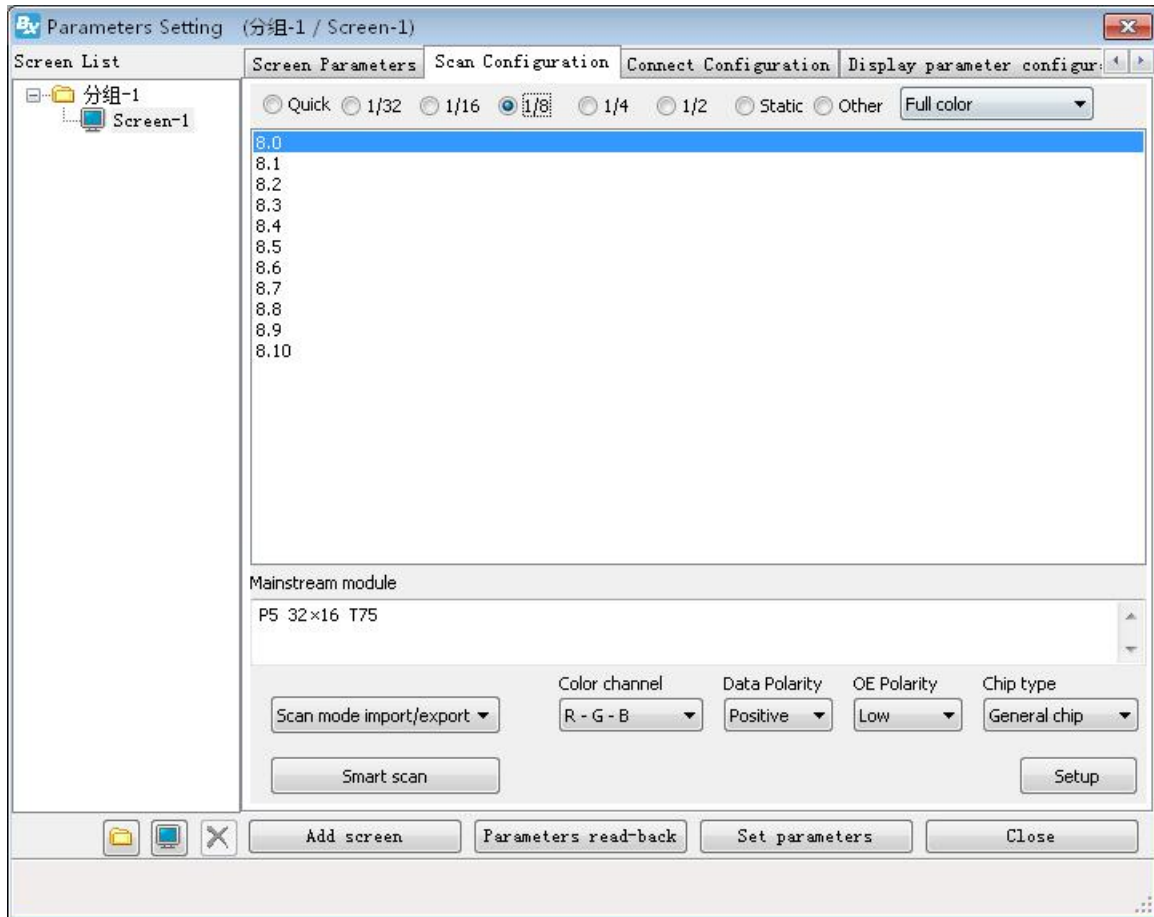 BX Parameters Setting (分组-1 / Screen-1)
Screen List
Screen Parameters Scan Configuration Connect Configuration Display parameter configur
分组-1
Screen-1
Quick 1/32 1/16 1/8 1/4 1/2 Static Other Full color
8.0
8.1
8.2
8.3
8.4
8.5
8.6
8.7
8.8
8.9
8.10
Mainstream module
P5 32×16 T75
Color channel Data Polarity OE Polarity Chip type
Scan mode import/export R - G - B Positive Low General chip
Smart scan Setup
Add screen Parameters read-back Set parameters Close